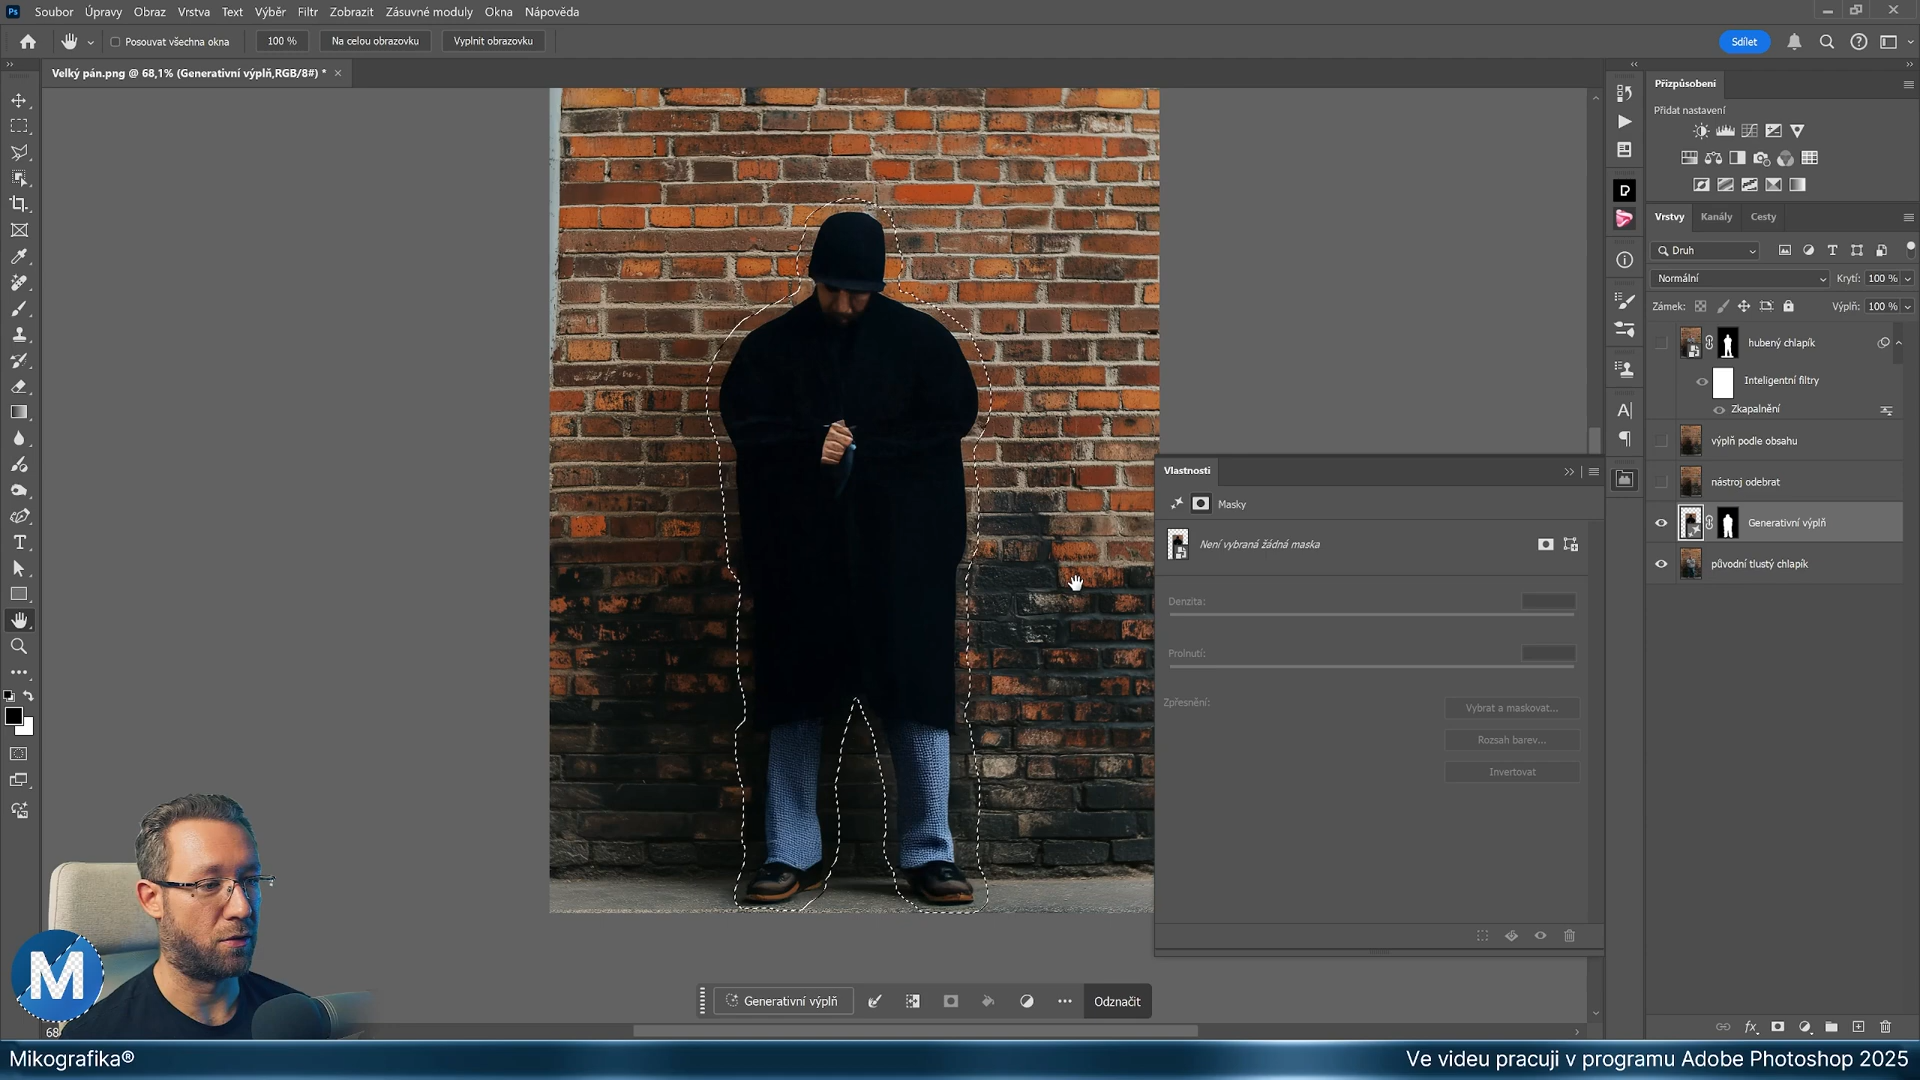 Ps Soubor Úpravy Obraz Vrstva Text Výběr Filtr Zobrazit Zásuvné moduly Okna Nápověda
Posouvat všechna okna 100 % Na celou obrazovku Vyplnit obrazovku Sdílet
Velký pán.png @ 68,1% (Generativní výplň,RGB/8#) * ×
Přizpůsobení
Přidat nastavení
Vrstvy Kanály Cesty
Druh
Normální Krytí: 100 %
Zámek: Výplň: 100 %
hubený chlapík
Inteligentní filtry
Zkapalnění
výplň podle obsahu
nástroj odebrat
Generativní výplň
původní tlustý chlapík
Vlastnosti
Masky
Není vybraná žádná maska
Denzita:
Prolnutí:
Zpřesnění:
Vybrat a maskovat...
Rozsah barev...
Invertovat
Generativní výplň Odznačit
M
68
Mikografika®
Ve videu pracuji v programu Adobe Photoshop 2025